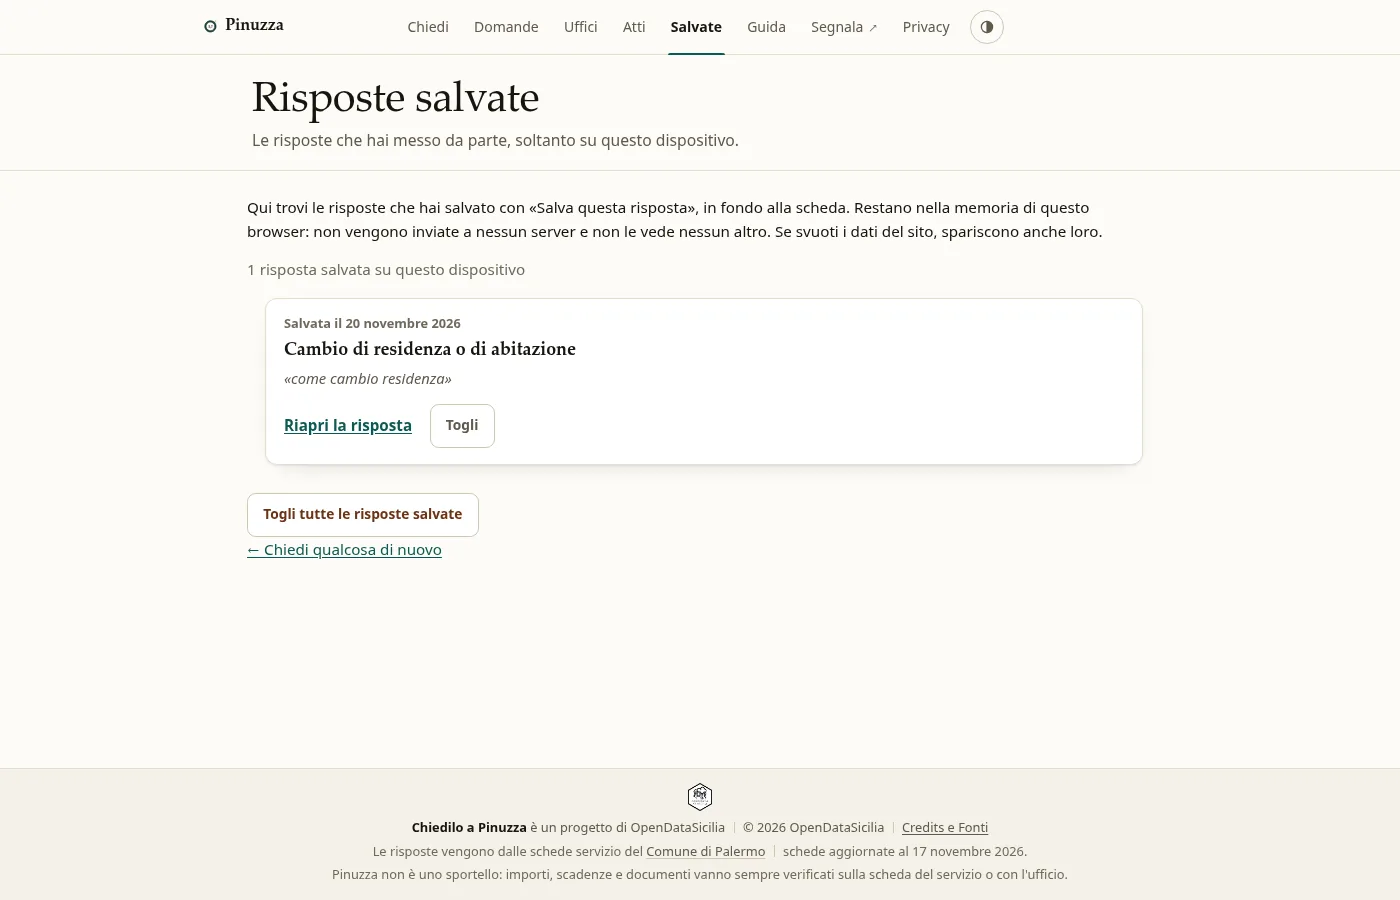 Pinuzza
Chiedi
Domande
Uffici
Atti
Salvate
Guida
Segnala ↗
Privacy
Risposte salvate
Le risposte che hai messo da parte, soltanto su questo dispositivo.
Qui trovi le risposte che hai salvato con «Salva questa risposta», in fondo alla scheda. Restano nella memoria di questo
browser: non vengono inviate a nessun server e non le vede nessun altro. Se svuoti i dati del sito, spariscono anche loro.
1 risposta salvata su questo dispositivo
Salvata il 20 novembre 2026
Cambio di residenza o di abitazione
«come cambio residenza»
Riapri la risposta
Togli
Togli tutte le risposte salvate
← Chiedi qualcosa di nuovo
Chiedilo a Pinuzza è un progetto di OpenDataSicilia
© 2026 OpenDataSicilia
Credits e Fonti
Le risposte vengono dalle schede servizio del Comune di Palermo
schede aggiornate al 17 novembre 2026.
Pinuzza non è uno sportello: importi, scadenze e documenti vanno sempre verificati sulla scheda del servizio o con l'ufficio.